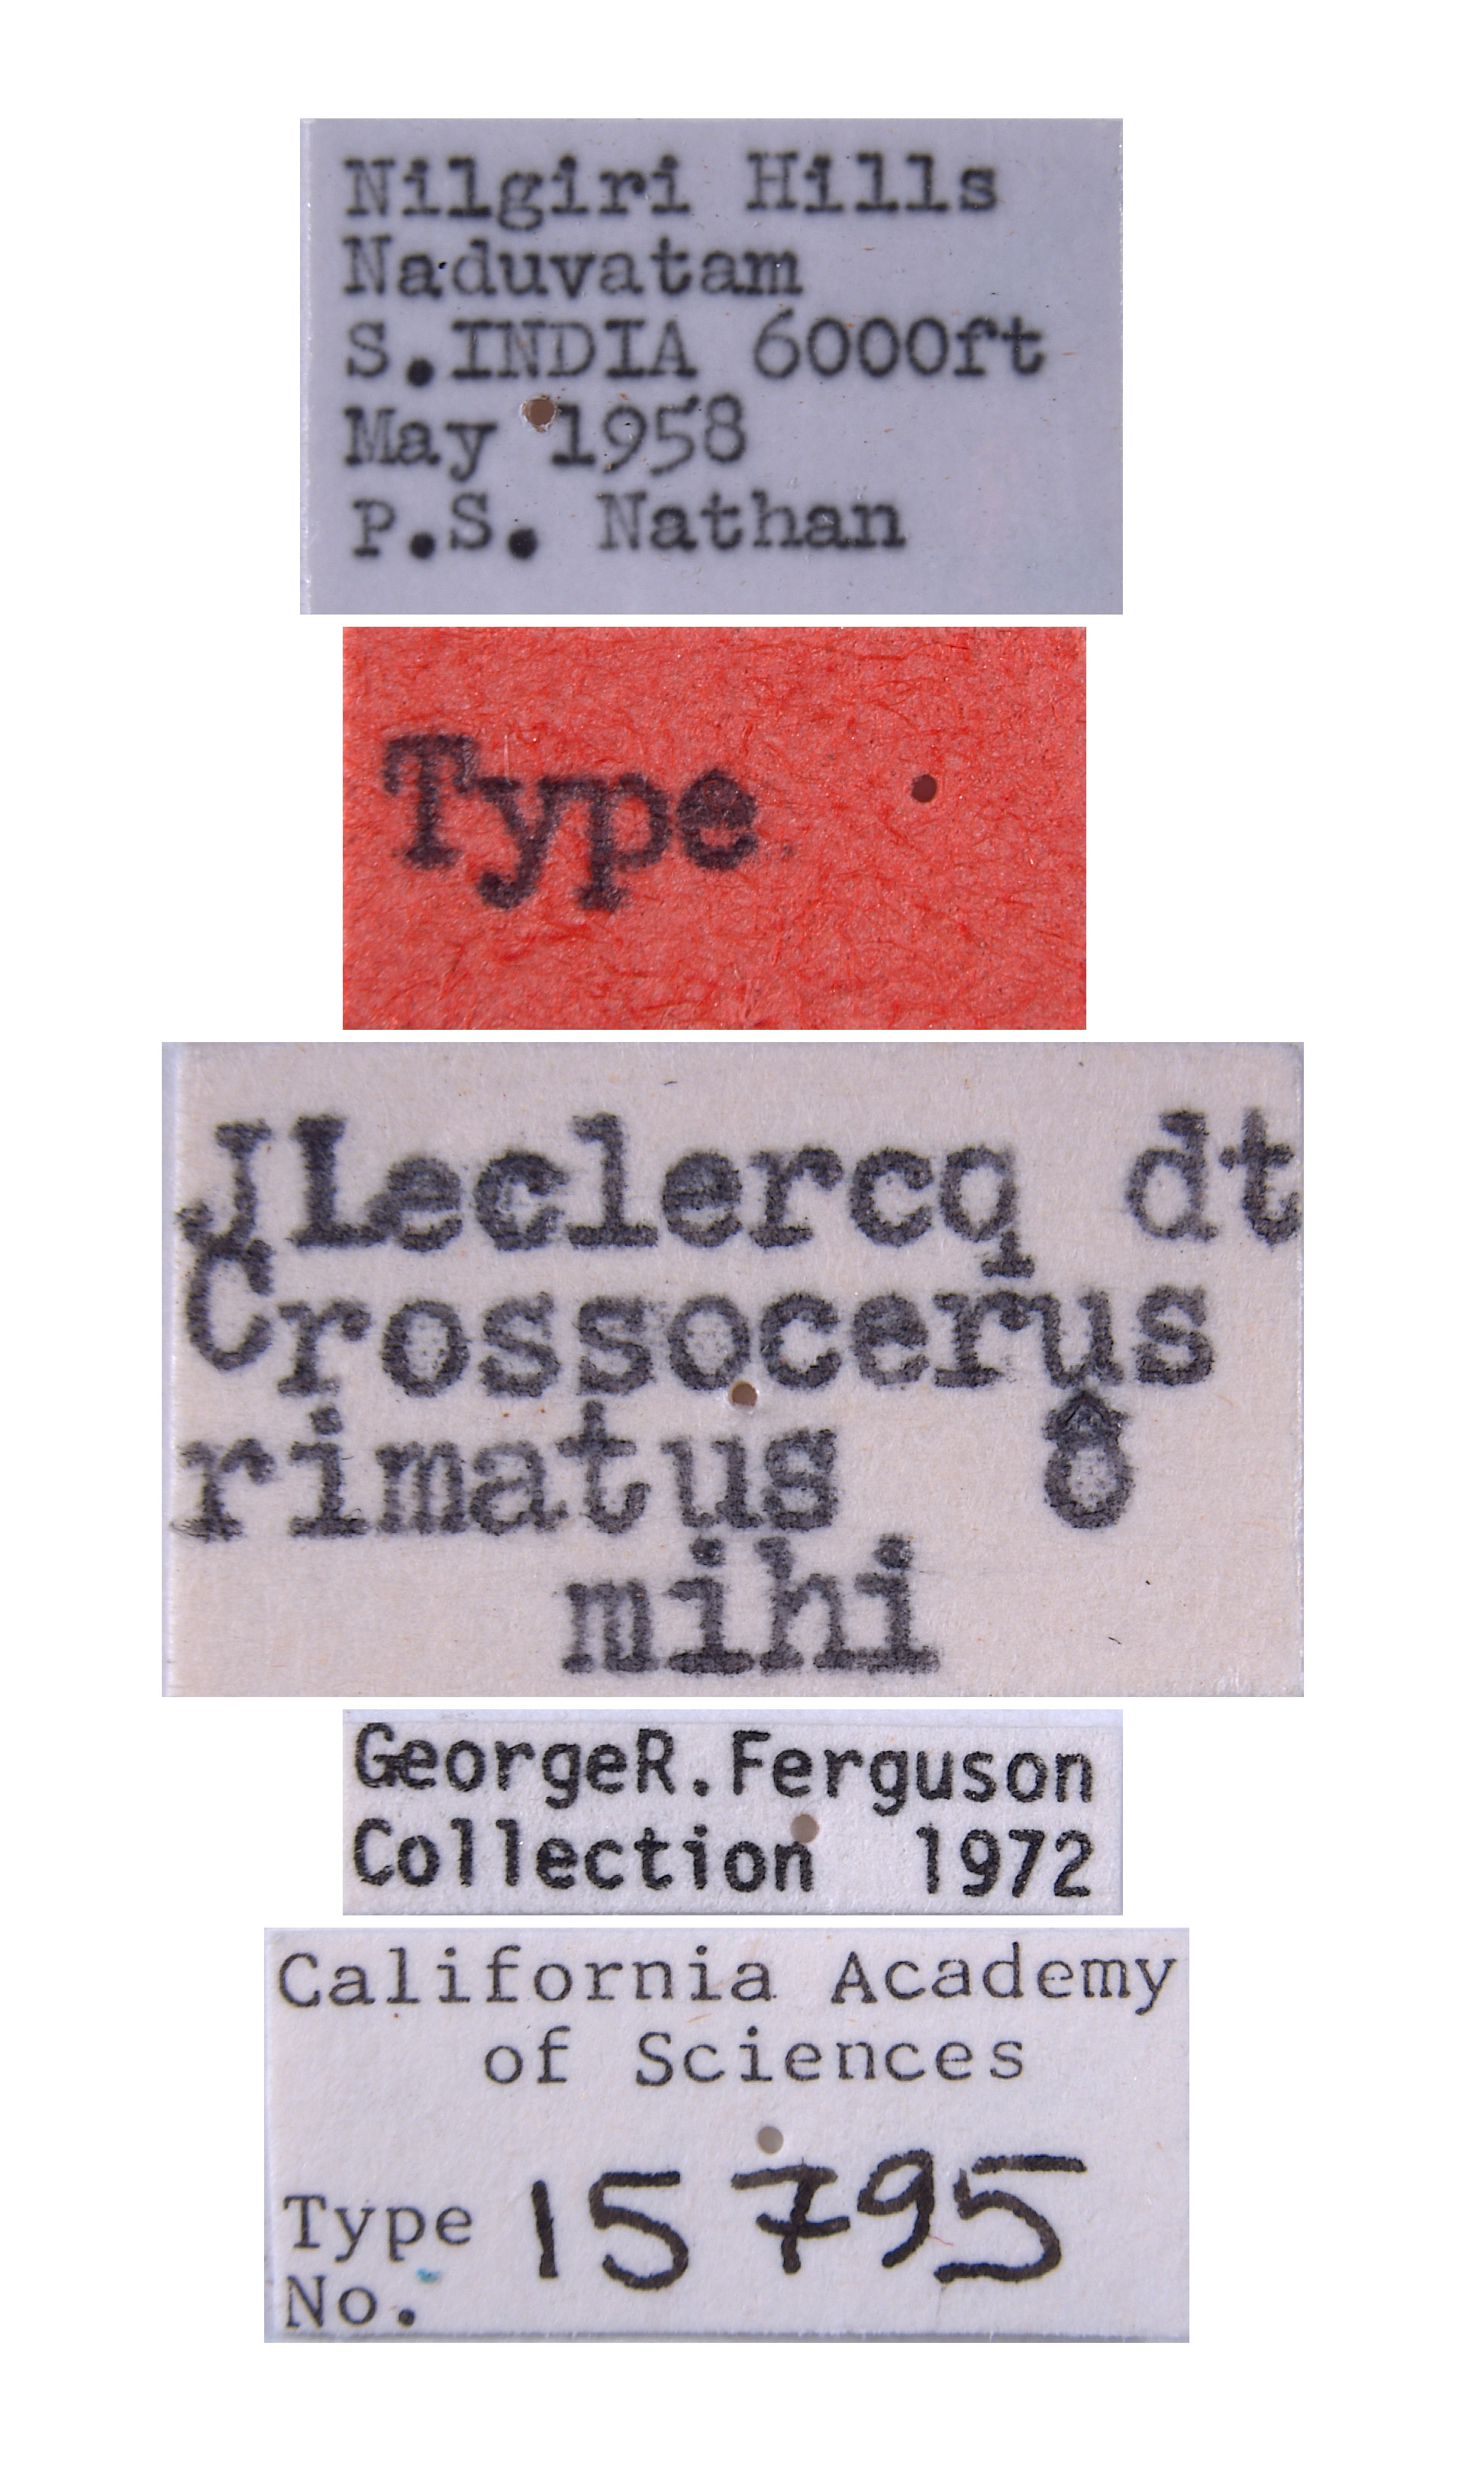 Nilgiri Hills
Naduvatam
S.INDIA 6000ft
May 1958
P.S. Nathan
Type
JLeclercq dt
Crossocerus
rimatus ô
mihi
GeorgeR.Ferguson
Collection 1972
California Academy
of Sciences
Type
No. 15795